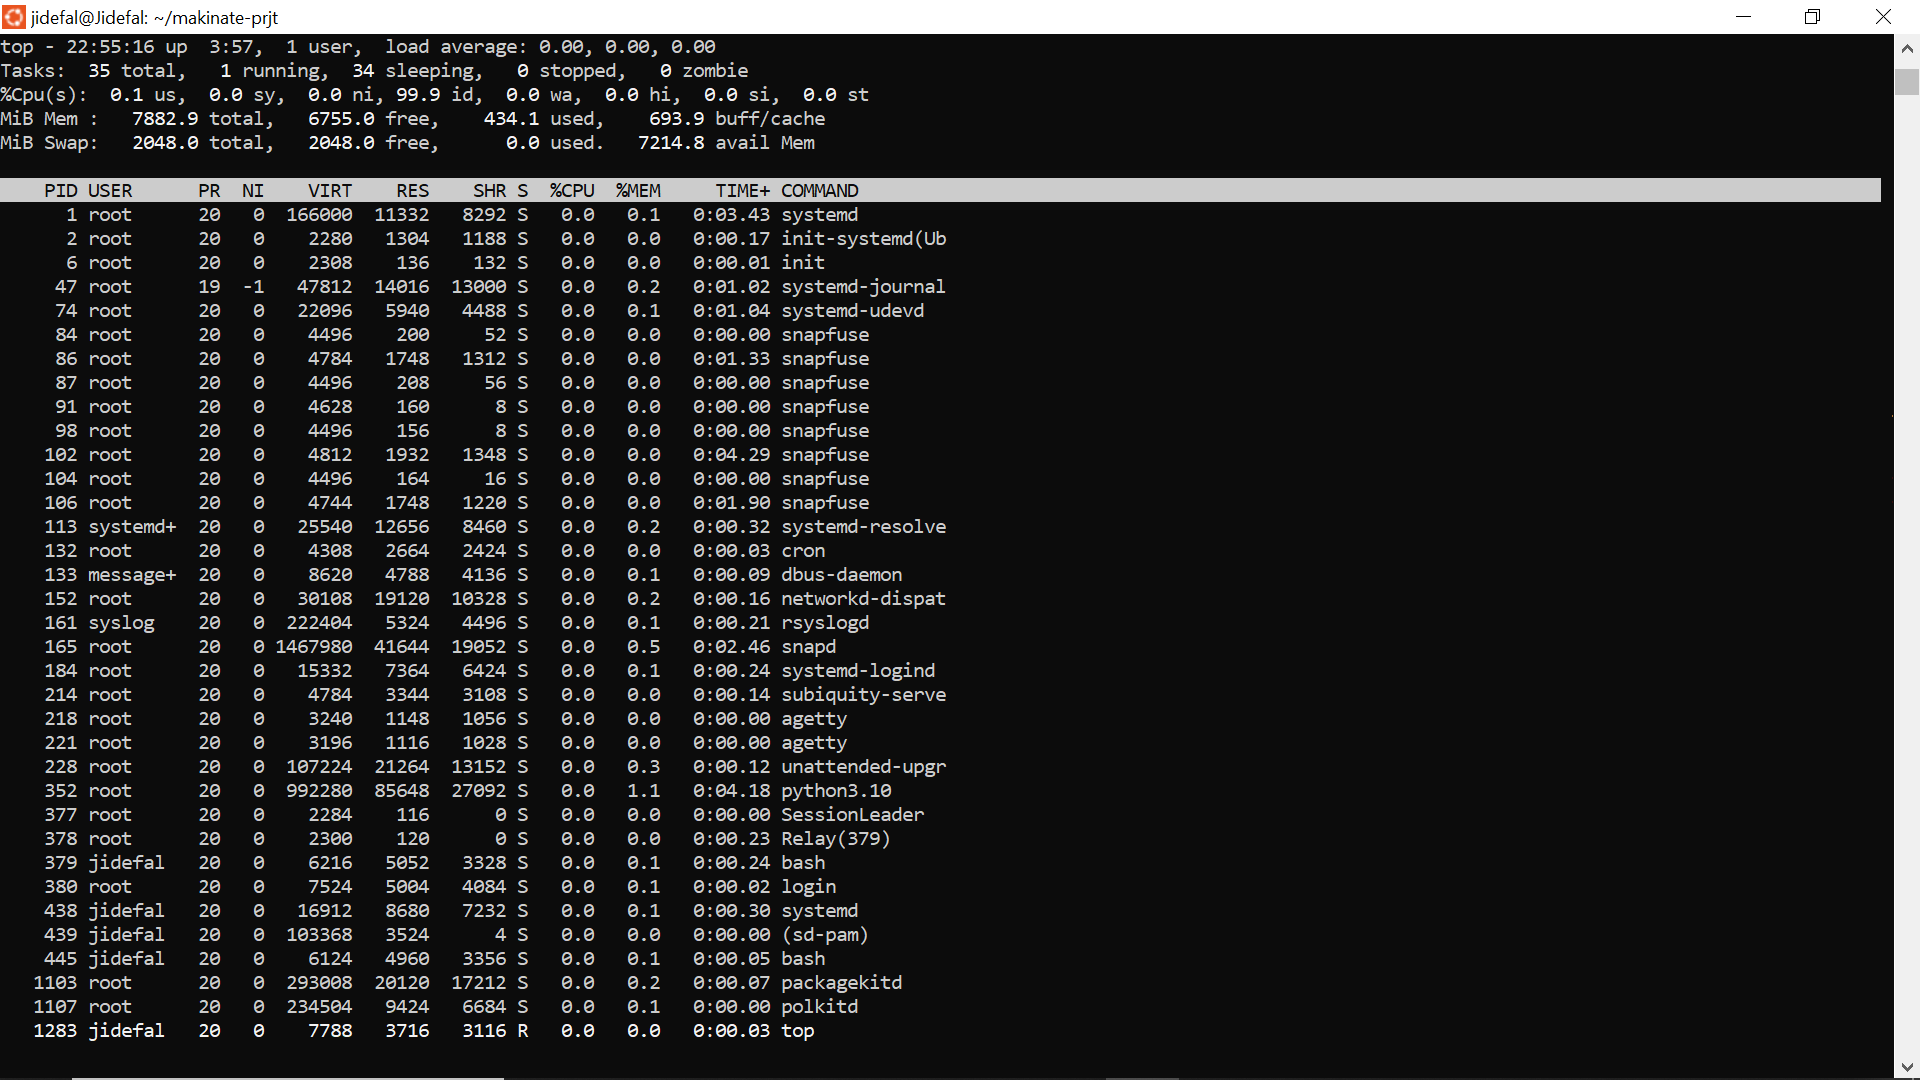 jidefal@Jidefal: ~/makinate-prjt
top - 22:55:16 up  3:57,  1 user,  load average: 0.00, 0.00, 0.00
Tasks:  35 total,   1 running,  34 sleeping,   0 stopped,   0 zombie
%Cpu(s):  0.1 us,  0.0 sy,  0.0 ni, 99.9 id,  0.0 wa,  0.0 hi,  0.0 si,  0.0 st
MiB Mem :   7882.9 total,   6755.0 free,    434.1 used,    693.9 buff/cache
MiB Swap:   2048.0 total,   2048.0 free,      0.0 used.   7214.8 avail Mem
PID USER      PR  NI    VIRT    RES    SHR S  %CPU  %MEM     TIME+ COMMAND
1 root      20   0  166000  11332   8292 S   0.0   0.1   0:03.43 systemd
2 root      20   0    2280   1304   1188 S   0.0   0.0   0:00.17 init-systemd(Ub
6 root      20   0    2308    136    132 S   0.0   0.0   0:00.01 init
47 root      19  -1   47812  14016  13000 S   0.0   0.2   0:01.02 systemd-journal
74 root      20   0   22096   5940   4488 S   0.0   0.1   0:01.04 systemd-udevd
84 root      20   0    4496    200     52 S   0.0   0.0   0:00.00 snapfuse
86 root      20   0    4784   1748   1312 S   0.0   0.0   0:01.33 snapfuse
87 root      20   0    4496    208     56 S   0.0   0.0   0:00.00 snapfuse
91 root      20   0    4628    160      8 S   0.0   0.0   0:00.00 snapfuse
98 root      20   0    4496    156      8 S   0.0   0.0   0:00.00 snapfuse
102 root      20   0    4812   1932   1348 S   0.0   0.0   0:04.29 snapfuse
104 root      20   0    4496    164     16 S   0.0   0.0   0:00.00 snapfuse
106 root      20   0    4744   1748   1220 S   0.0   0.0   0:01.90 snapfuse
113 systemd+  20   0   25540  12656   8460 S   0.0   0.2   0:00.32 systemd-resolve
132 root      20   0    4308   2664   2424 S   0.0   0.0   0:00.03 cron
133 message+  20   0    8620   4788   4136 S   0.0   0.1   0:00.09 dbus-daemon
152 root      20   0   30108  19120  10328 S   0.0   0.2   0:00.16 networkd-dispat
161 syslog    20   0  222404   5324   4496 S   0.0   0.1   0:00.21 rsyslogd
165 root      20   0 1467980  41644  19052 S   0.0   0.5   0:02.46 snapd
184 root      20   0   15332   7364   6424 S   0.0   0.1   0:00.24 systemd-logind
214 root      20   0    4784   3344   3108 S   0.0   0.0   0:00.14 subiquity-serve
218 root      20   0    3240   1148   1056 S   0.0   0.0   0:00.00 agetty
221 root      20   0    3196   1116   1028 S   0.0   0.0   0:00.00 agetty
228 root      20   0  107224  21264  13152 S   0.0   0.3   0:00.12 unattended-upgr
352 root      20   0  992280  85648  27092 S   0.0   1.1   0:04.18 python3.10
377 root      20   0    2284    116      0 S   0.0   0.0   0:00.00 SessionLeader
378 root      20   0    2300    120      0 S   0.0   0.0   0:00.23 Relay(379)
379 jidefal   20   0    6216   5052   3328 S   0.0   0.1   0:00.24 bash
380 root      20   0    7524   5004   4084 S   0.0   0.1   0:00.02 login
438 jidefal   20   0   16912   8680   7232 S   0.0   0.1   0:00.30 systemd
439 jidefal   20   0  103368   3524      4 S   0.0   0.0   0:00.00 (sd-pam)
445 jidefal   20   0    6124   4960   3356 S   0.0   0.1   0:00.05 bash
1103 root      20   0  293008  20120  17212 S   0.0   0.2   0:00.07 packagekitd
1107 root      20   0  234504   9424   6684 S   0.0   0.1   0:00.00 polkitd
1283 jidefal   20   0    7788   3716   3116 R   0.0   0.0   0:00.03 top